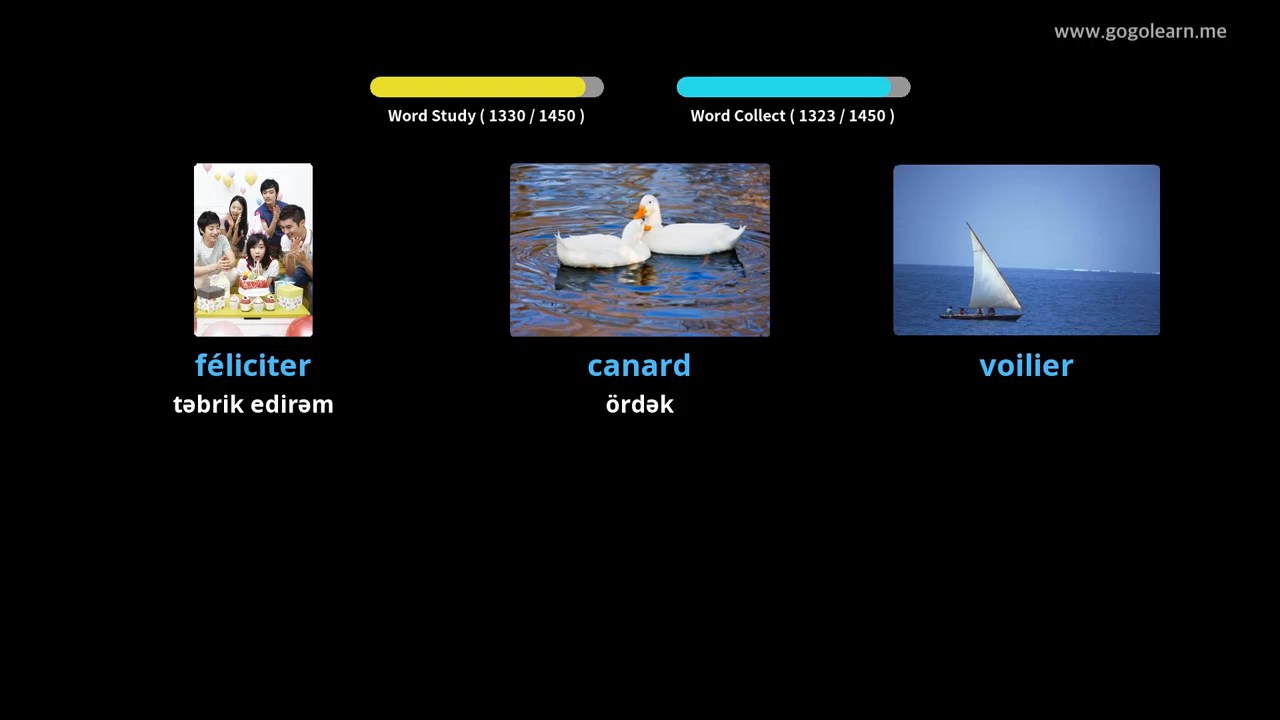 www.gogolearn.me
Word Study ( 1330 / 1450 )
Word Collect ( 1323 / 1450 )
féliciter
canard
voilier
təbrik edirəm
ördək